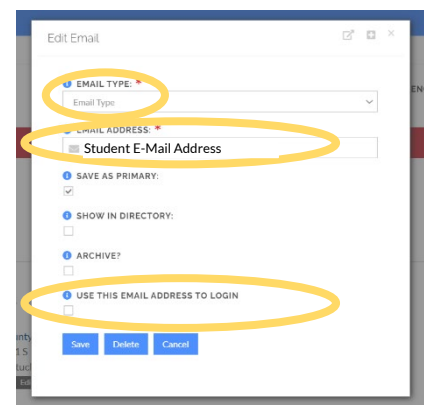 Edit Email
EMAIL TYPE: *
Email Type
EMAIL ADDRESS: *
Student E-Mail Address
SAVE AS PRIMARY:
SHOW IN DIRECTORY:
ARCHIVE?
USE THIS EMAIL ADDRESS TO LOGIN
Save Delete Cancel